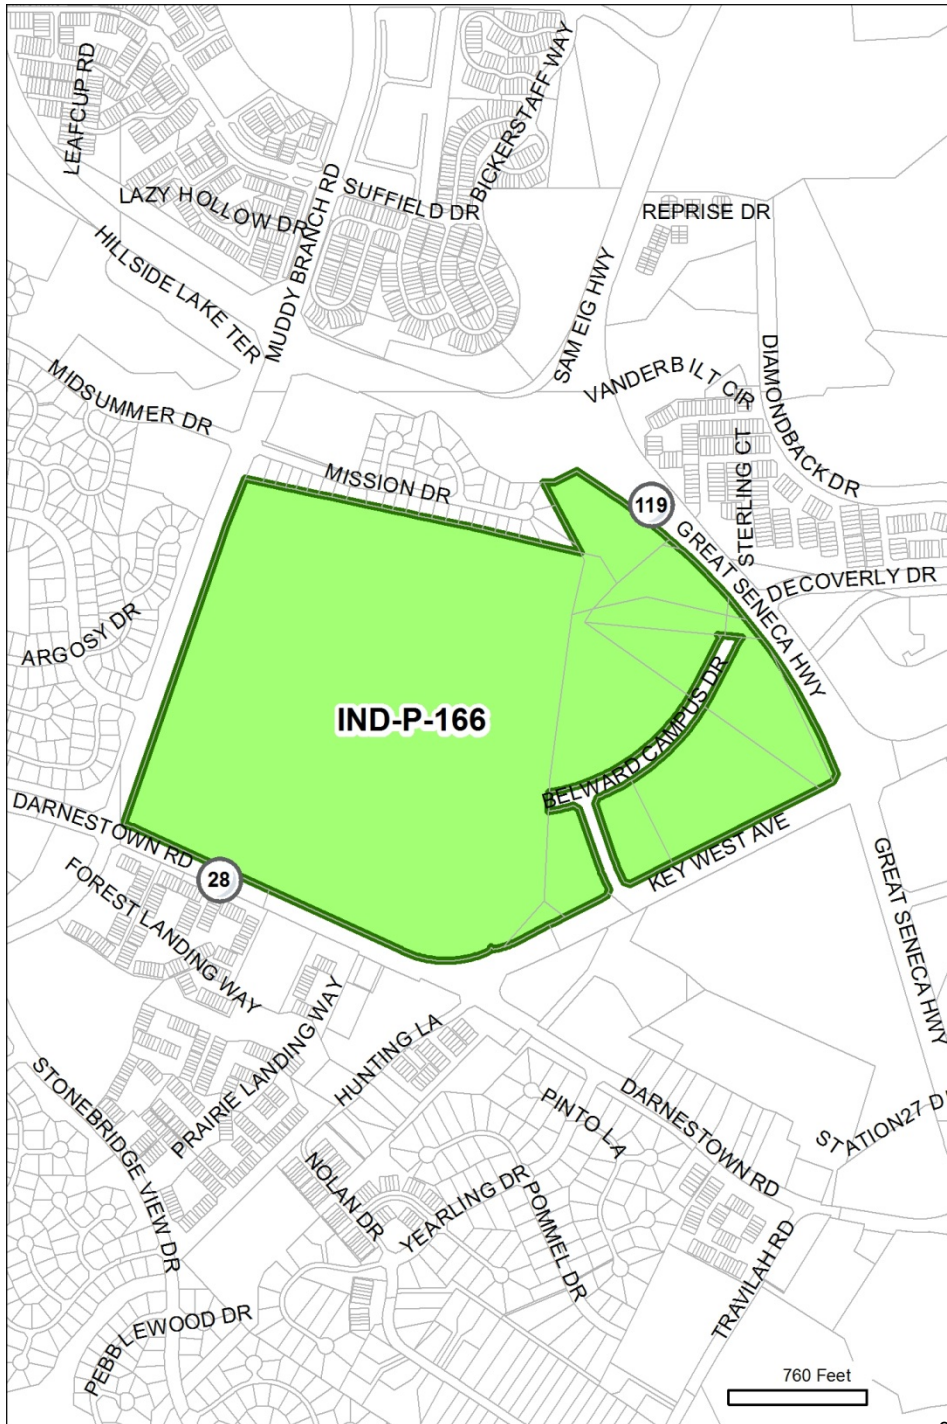 LEAFCUP RD
BICKERSTAFF WAY
LAZY HOLLOW DR
SUFFIELD DR
MUDDY BRANCH RD
REPRISE DR
HILLSIDE LAKE TER
SAM EIG HWY
MIDSUMMER DR
VANDERBILT CIR
DIAMONDBACK DR
STERLING CT
MISSION DR
119
GREAT SENECA HWY
DECOVERLY DR
ARGOSY DR
IND-P-166
BELWARD CAMPUS DR
DARNESTOWN RD
28
KEY WEST AVE
FOREST LANDING WAY
GREAT SENECA HWY
PRAIRIE LANDING WAY
HUNTING LA
STONEBRIDGE VIEW DR
PINTO LA
DARNESTOWN RD
STATION27 D
NOLAN DR
YEARLING DR
POMMEL DR
TRAVILAH RD
PEBBLEWOOD DR
760 Feet